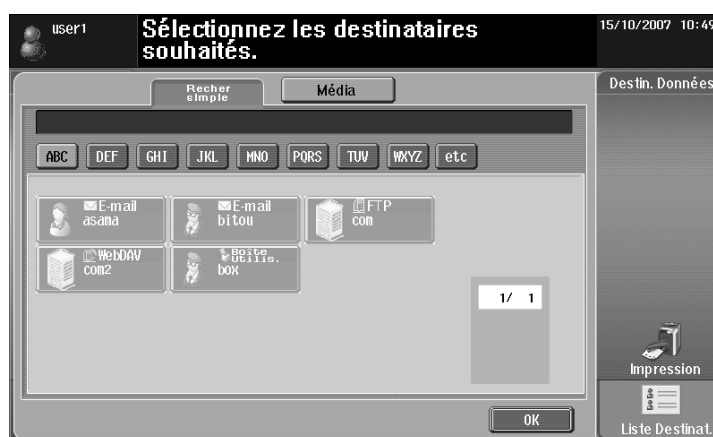 user1
Sélectionnez les destinataires
souhaités.
15/10/2007 10:49
Recher
simple
Média
Destin. Données
ABC DEF GHI JKL MNO PQRS TUV WXYZ etc
E-mail
asama
E-mail
bitou
FTP
com
WebDAV
com2
Boîte
Utilis.
box
1/ 1
Impression
OK
Liste Destinat.